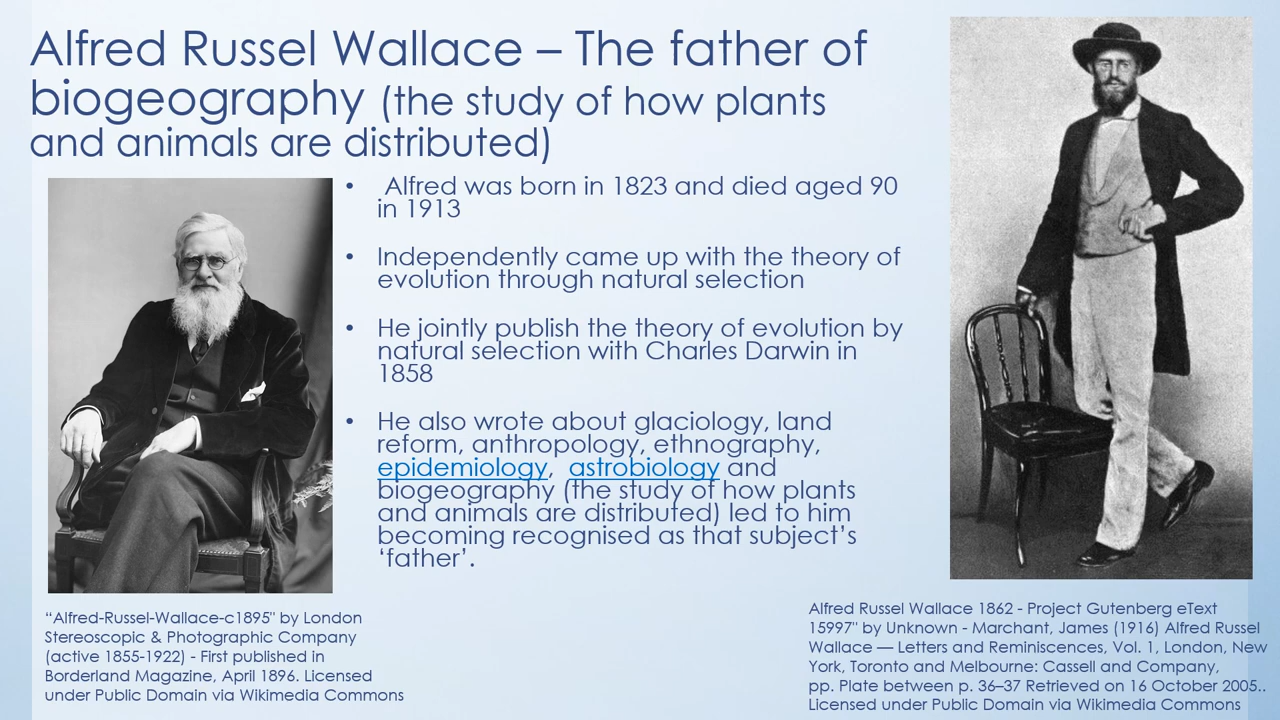 Alfred Russel Wallace – The father of
biogeography (the study of how plants
and animals are distributed)
• Alfred was born in 1823 and died aged 90
in 1913
• Independently came up with the theory of
evolution through natural selection
• He jointly publish the theory of evolution by
natural selection with Charles Darwin in
1858
• He also wrote about glaciology, land
reform, anthropology, ethnography,
epidemiology,  astrobiology and
biogeography (the study of how plants
and animals are distributed) led to him
becoming recognised as that subject’s
‘father’.
“Alfred-Russel-Wallace-c1895" by London
Stereoscopic & Photographic Company
(active 1855-1922) - First published in
Borderland Magazine, April 1896. Licensed
under Public Domain via Wikimedia Commons
Alfred Russel Wallace 1862 - Project Gutenberg eText
15997" by Unknown - Marchant, James (1916) Alfred Russel
Wallace — Letters and Reminiscences, Vol. 1, London, New
York, Toronto and Melbourne: Cassell and Company,
pp. Plate between p. 36–37 Retrieved on 16 October 2005..
Licensed under Public Domain via Wikimedia Commons